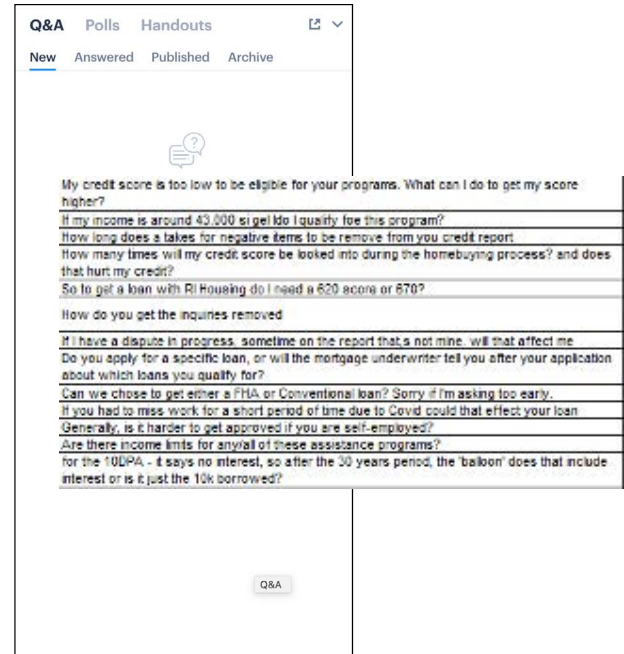 Q&A Polls Handouts
New Answered Published Archive
My credit score is too low to be eligible for your programs. What can I do to get my score
higher?
If my income is around 43,000 sigel Ido I qualify foe this program?
How long does a takes for negative items to be remove from you credit report
How many times will my credit score be looked into during the homebuying process? and does
that hurt my credit?
So to get a loan with RI Housing do I need a 620 score or 670?
How do you get the inquiries removed
If I have a dispute in progress, sometime on the report that,s not mine, will that affect me
Do you apply for a specific loan, or will the mortgage underwriter tell you after your application
about which loans you qualify for?
Can we chose to get either a FHA or Conventional loan? Sorry if I'm asking too early.
If you had to miss work for a short period of time due to Covid could that effect your loan
Generally, is it harder to get approved if you are self-employed?
Are there income limits for any/all of these assistance programs?
for the 10DPA - it says no interest, so after the 30 years period, the "balloon" does that include
interest or is it just the 10k borrowed?
Q&A